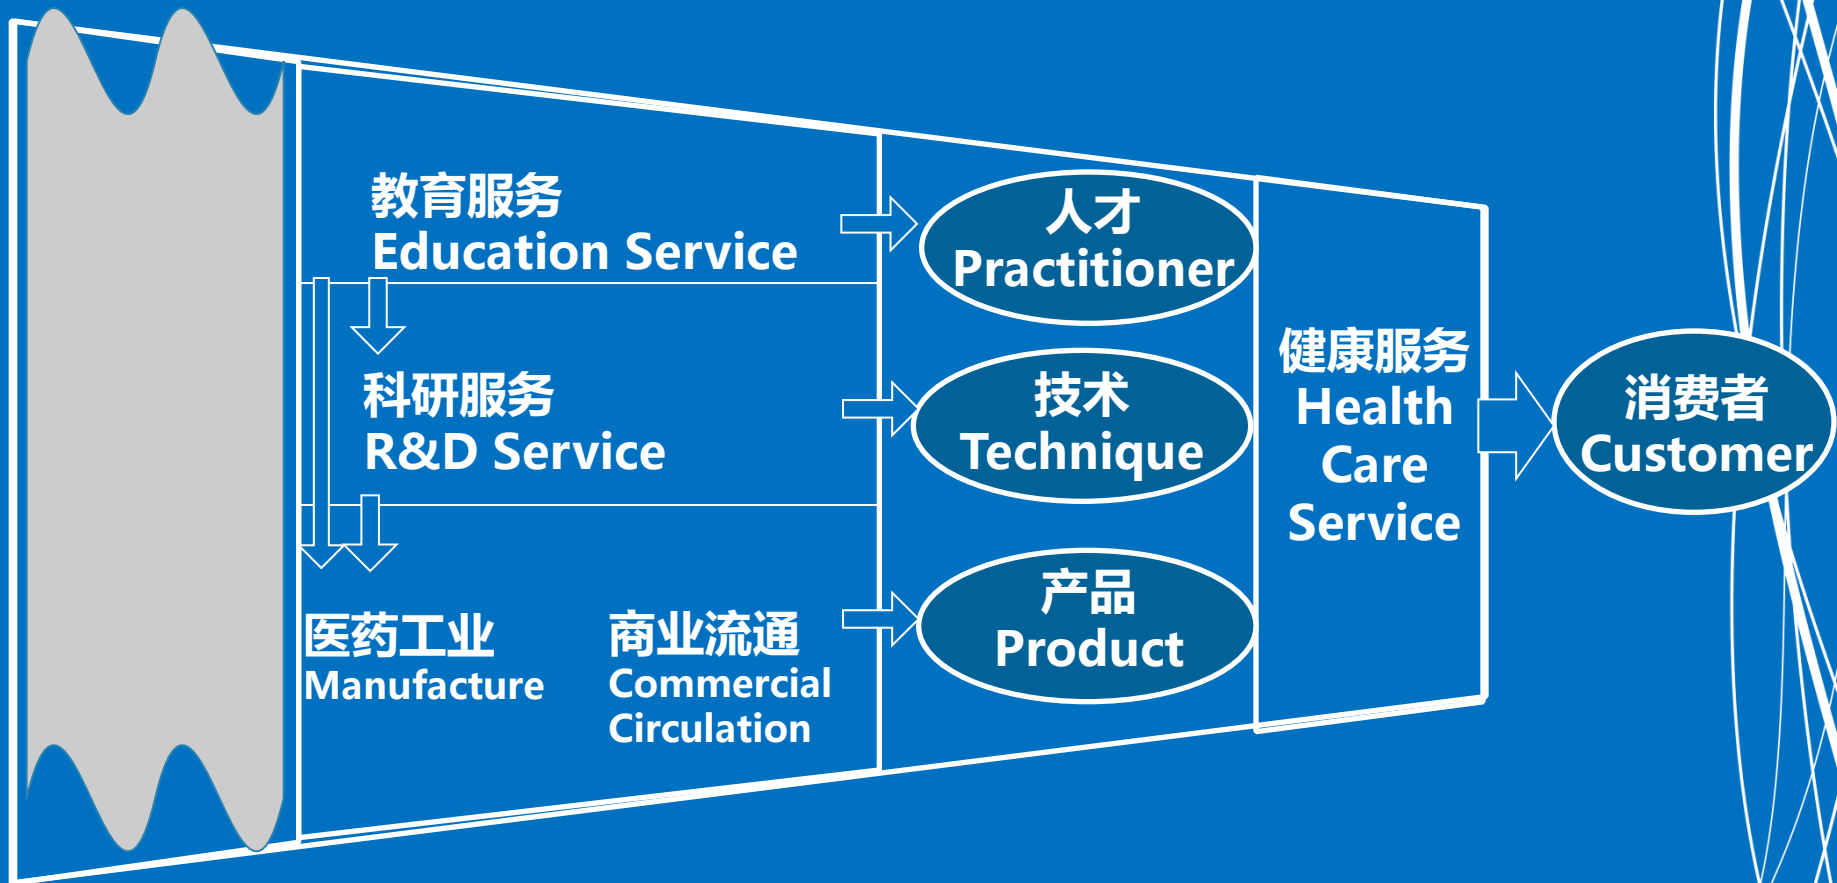 教育服务
Education Service
人才
Practitioner
科研服务
R&D Service
技术
Technique
医药工业
Manufacture
商业流通
Commercial
Circulation
产品
Product
健康服务
Health
Care
Service
消费者
Customer